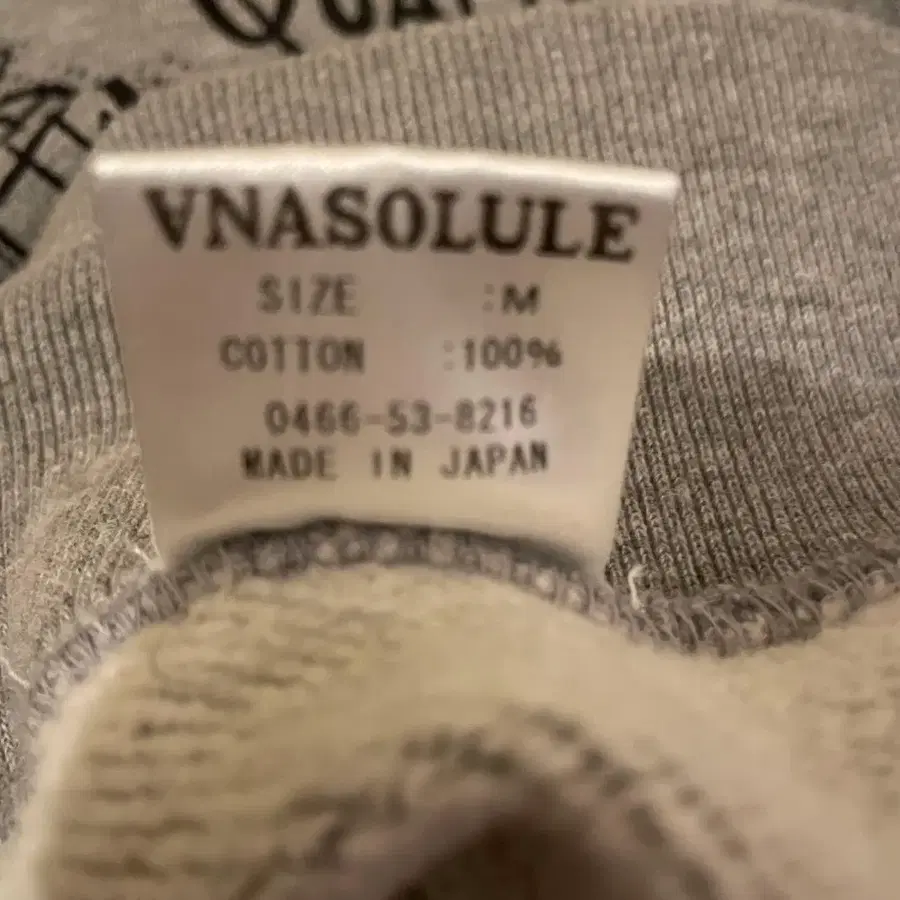 VNASOLULE
SIZE :M
COTTON :100%
0466-53-8216
MADE IN JAPAN